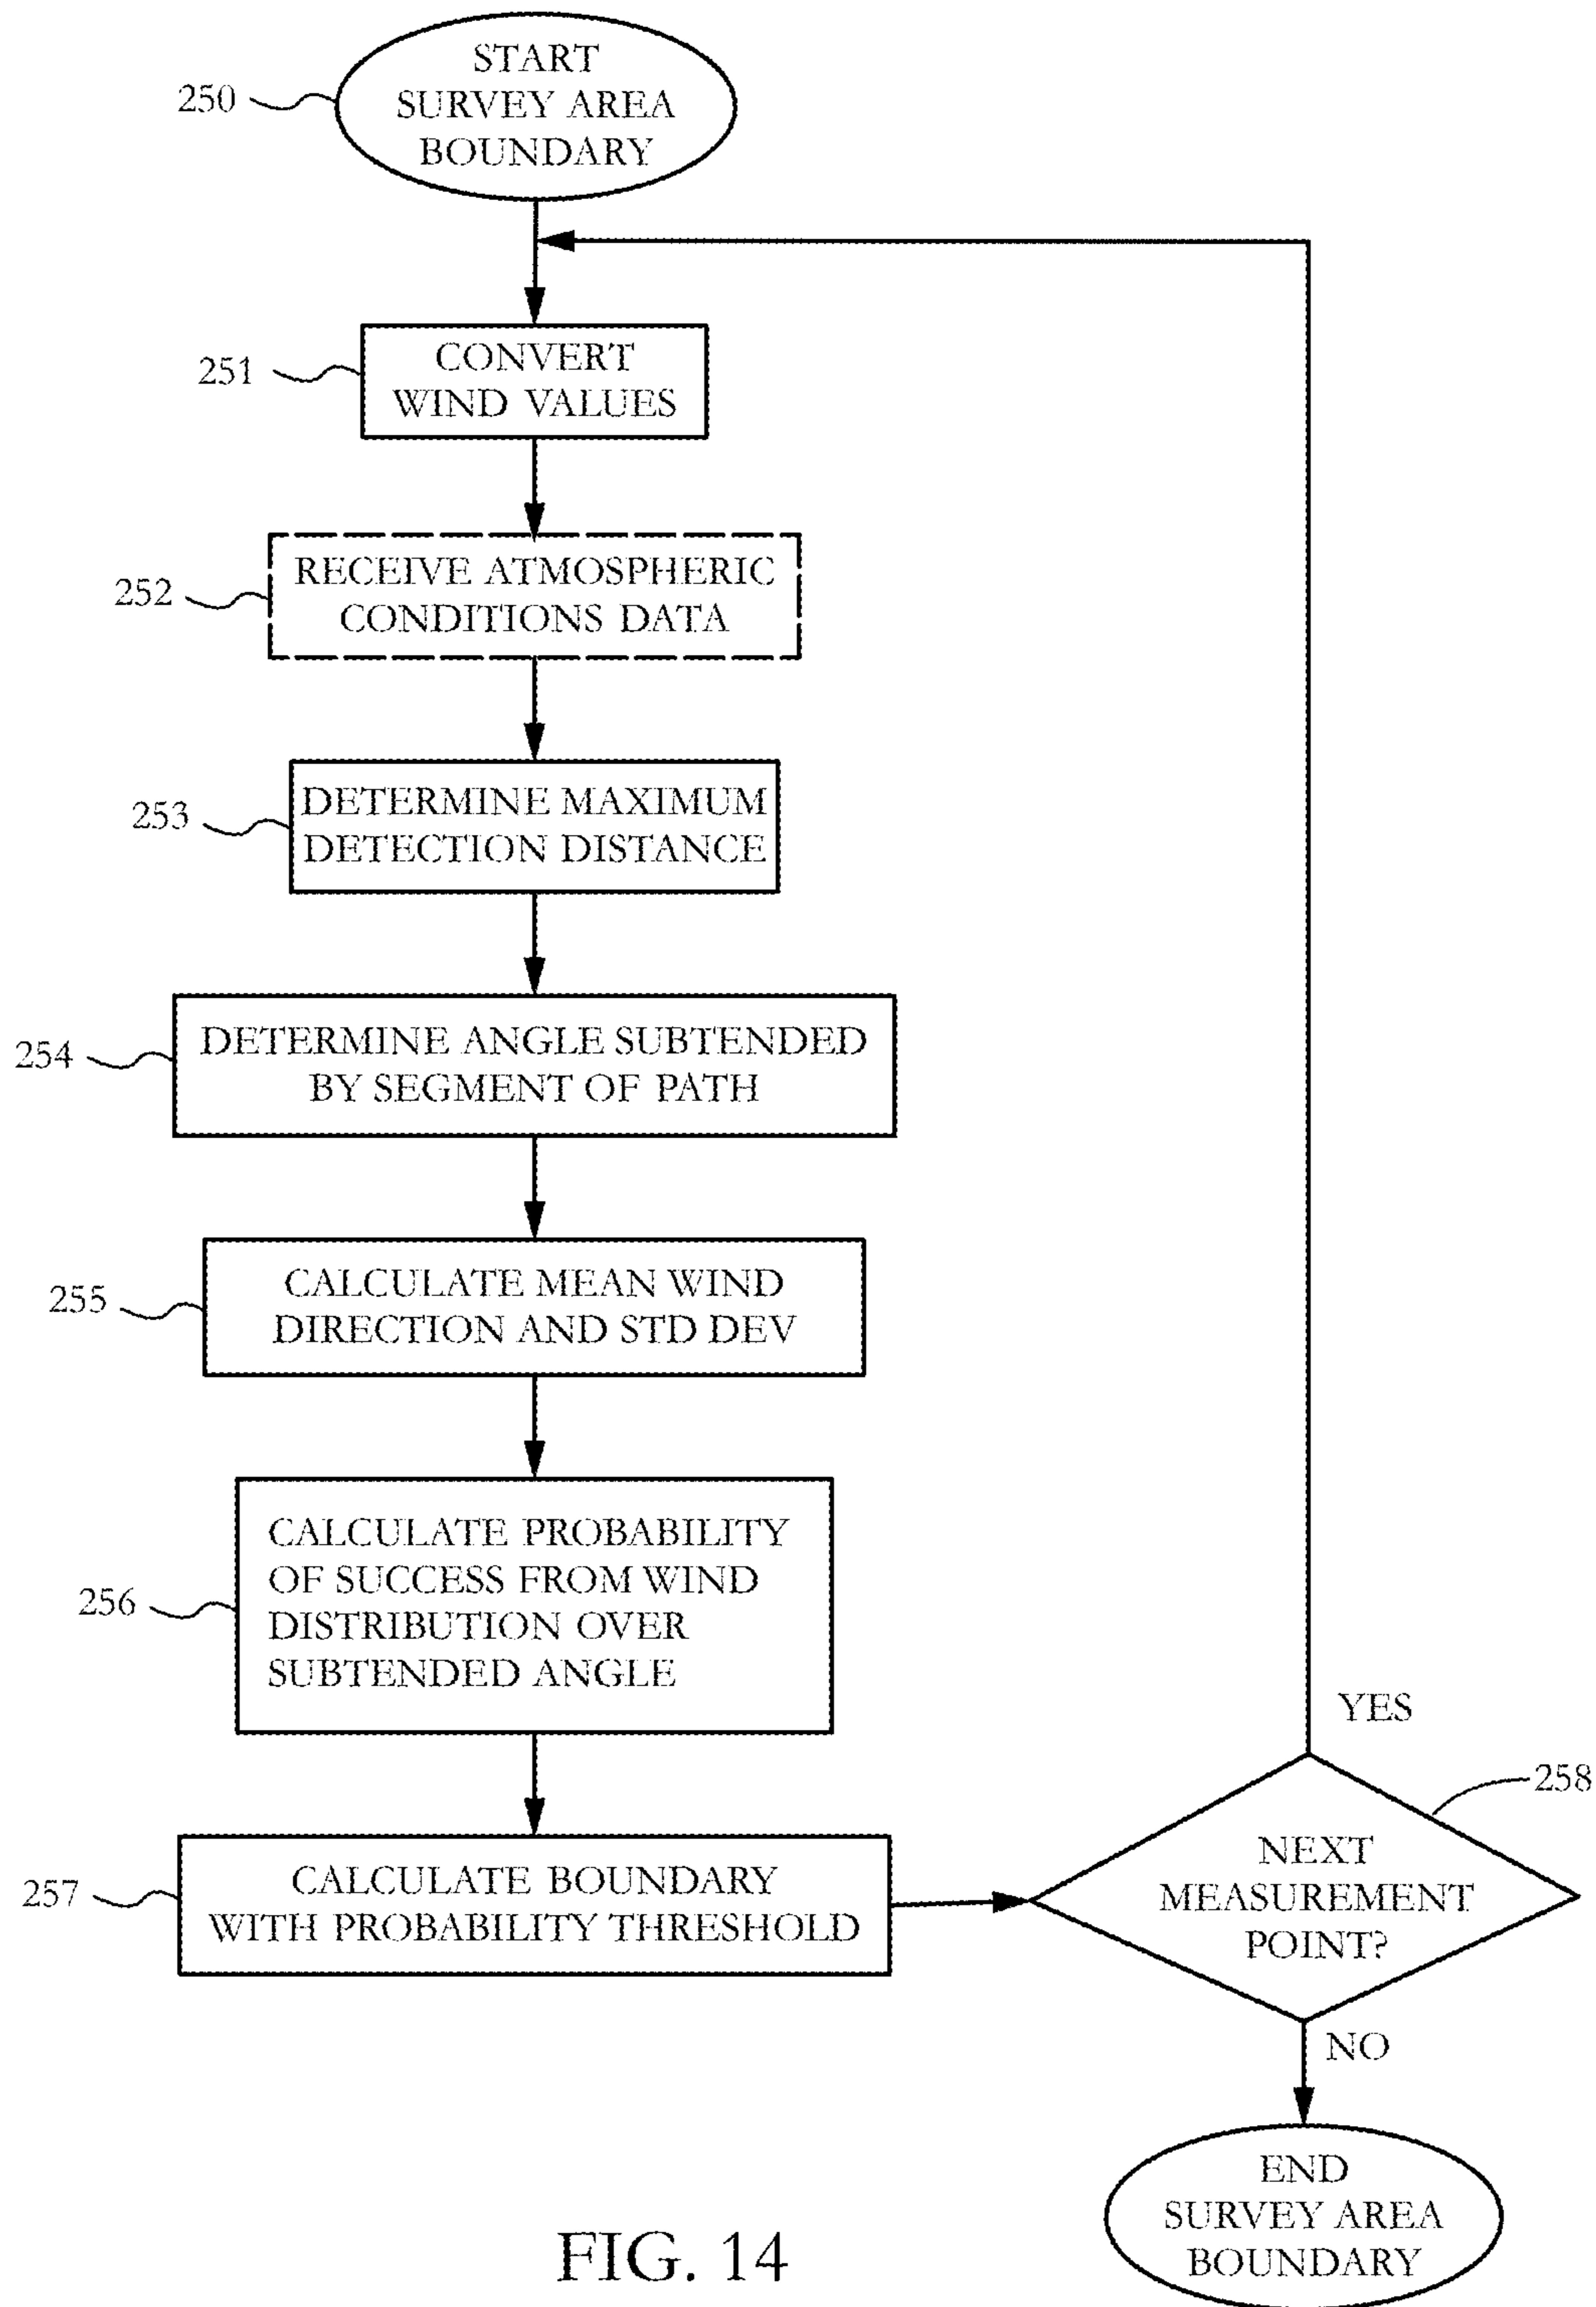 START
SURVEY AREA
BOUNDARY
250
CONVERT
WIND VALUES
251
RECEIVE ATMOSPHERIC
CONDITIONS DATA
252
DETERMINE MAXIMUM
DETECTION DISTANCE
253
DETERMINE ANGLE SUBTENDED
BY SEGMENT OF PATH
254
CALCULATE MEAN WIND
DIRECTION AND STD DEV
255
CALCULATE PROBABILITY
OF SUCCESS FROM WIND
DISTRIBUTION OVER
SUBTENDED ANGLE
256
CALCULATE BOUNDARY
WITH PROBABILITY THRESHOLD
257
YES
258
NEXT
MEASUREMENT
POINT?
NO
END
SURVEY AREA
BOUNDARY
FIG. 14